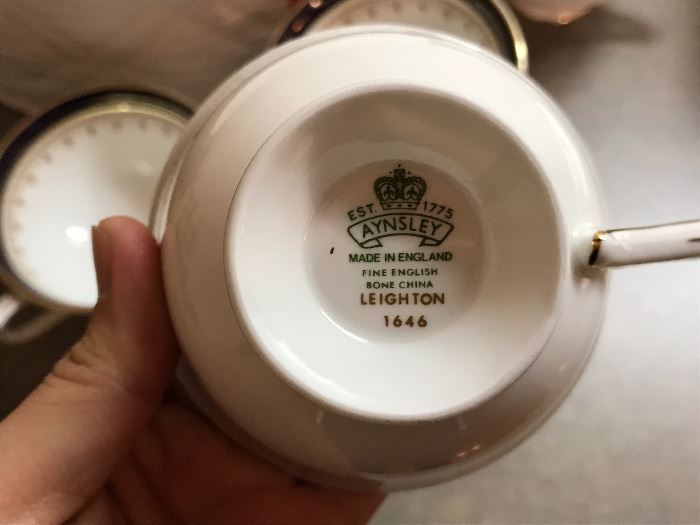 EST. 1775
AYNSLEY
MADE IN ENGLAND
FINE ENGLISH
BONE CHINA
LEIGHTON
1646